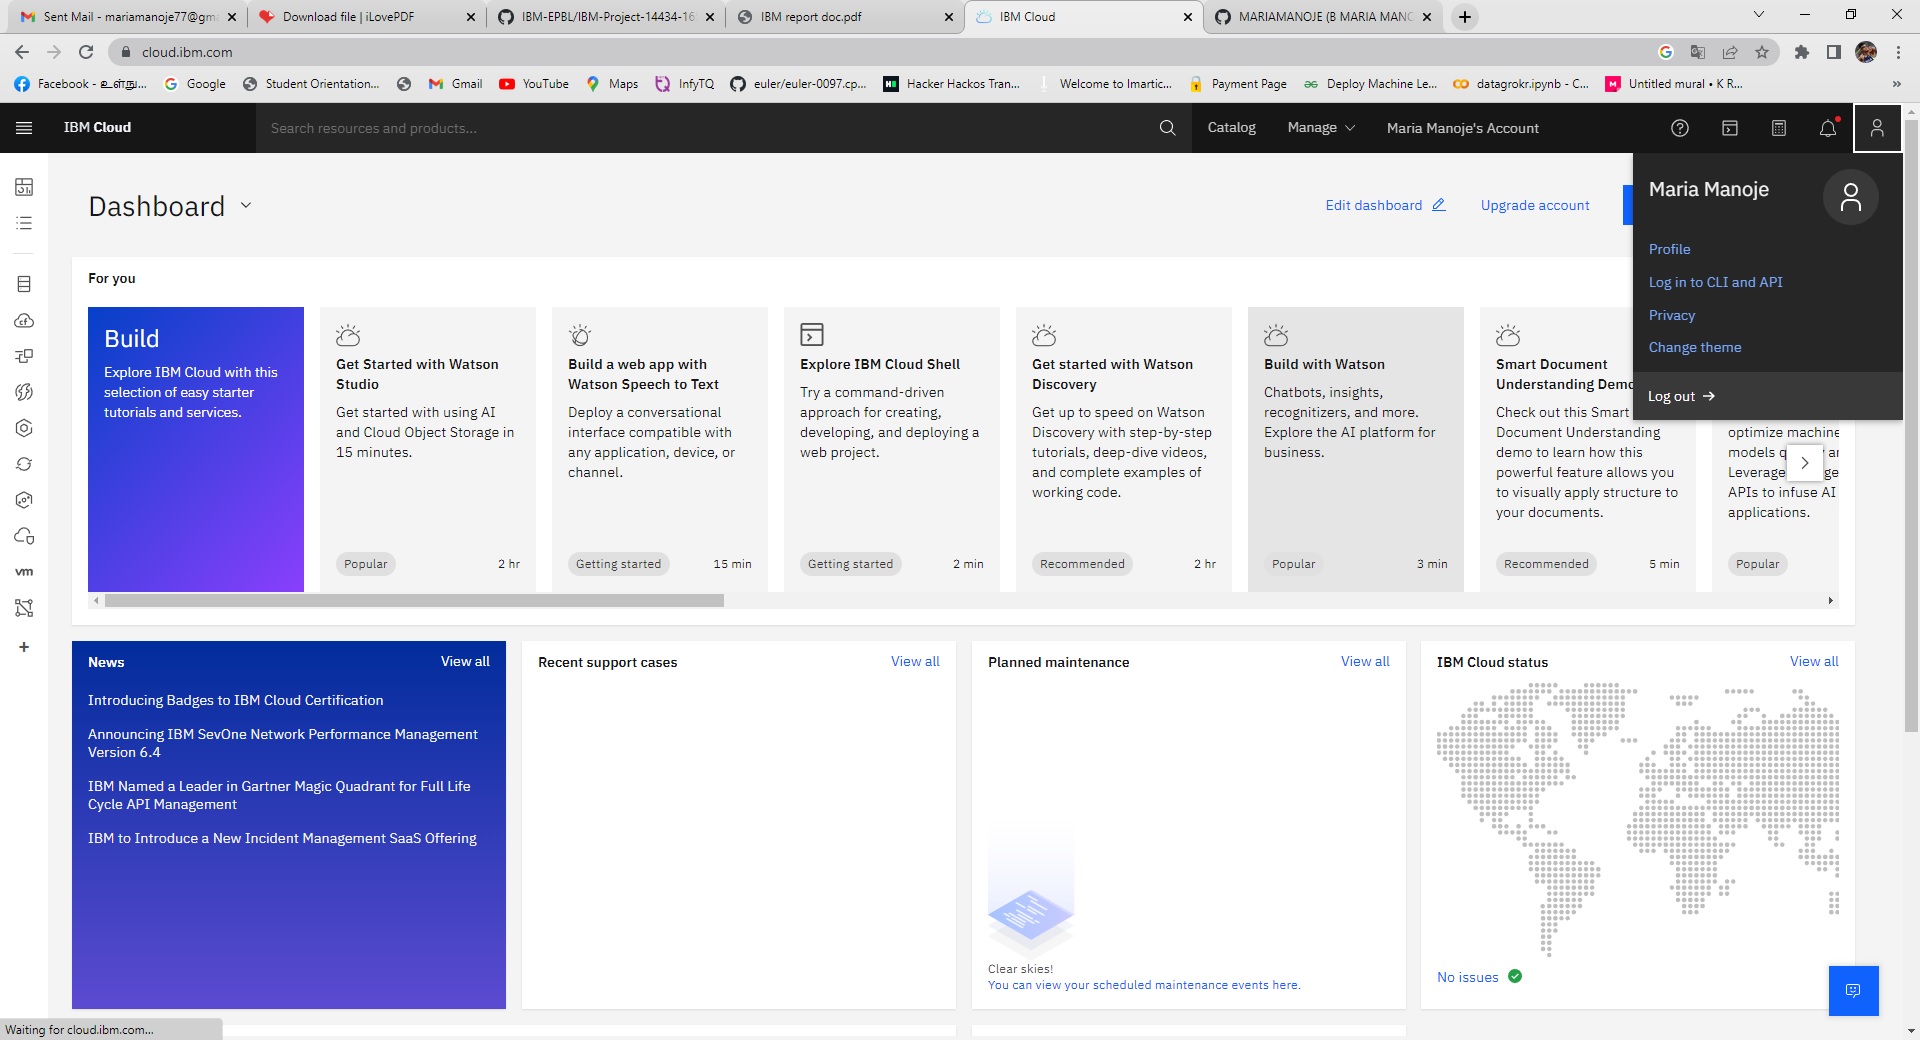 Sent Mail - mariamanoje77@gm
Download file | iLovePDF
IBM-EPBL/IBM-Project-14434-16
IBM report doc.pdf
IBM Cloud
MARIAMANOJE (B MARIA MANO
cloud.ibm.com
Facebook - உள்நு...
Google
Student Orientation...
Gmail
YouTube
Maps
InfyTQ
euler/euler-0097.cp...
Hacker Hackos Tran...
Welcome to Imartic...
Payment Page
Deploy Machine Le...
datagrokr.ipynb - C...
Untitled mural • K R...
»
IBM Cloud
Search resources and products...
Catalog
Manage
Maria Manoje's Account
Maria Manoje
Profile
Log in to CLI and API
Privacy
Change theme
Log out →
vm
Dashboard
Edit dashboard
Upgrade account
For you
Build
Explore IBM Cloud with this
selection of easy starter
tutorials and services.
Get Started with Watson
Studio
Get started with using AI
and Cloud Object Storage in
15 minutes.
Popular
2 hr
Build a web app with
Watson Speech to Text
Deploy a conversational
interface compatible with
any application, device, or
channel.
Getting started
15 min
Explore IBM Cloud Shell
Try a command-driven
approach for creating,
developing, and deploying a
web project.
Getting started
2 min
Get started with Watson
Discovery
Get up to speed on Watson
Discovery with step-by-step
tutorials, deep-dive videos,
and complete examples of
working code.
Recommended
2 hr
Build with Watson
Chatbots, insights,
recognitizers, and more.
Explore the AI platform for
business.
Popular
3 min
Smart Document
Understanding Demo
Check out this Smart
Document Understanding
demo to learn how this
powerful feature allows you
to visually apply structure to
your documents.
Recommended
5 min
optimize machine
models
Leverage
APIs to infuse AI
applications.
Popular
News
View all
Introducing Badges to IBM Cloud Certification
Announcing IBM SevOne Network Performance Management
Version 6.4
IBM Named a Leader in Gartner Magic Quadrant for Full Life
Cycle API Management
IBM to Introduce a New Incident Management SaaS Offering
Recent support cases
View all
Planned maintenance
View all
Clear skies!
You can view your scheduled maintenance events here.
IBM Cloud status
View all
No issues
Waiting for cloud.ibm.com...